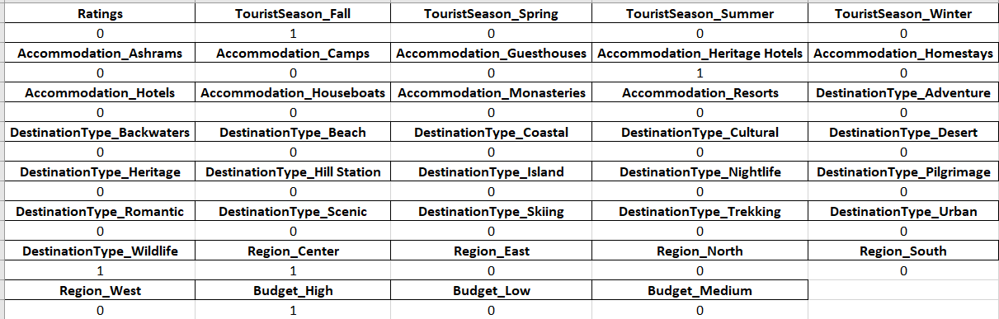 Ratings TouristSeason_Fall TouristSeason_Spring TouristSeason_Summer TouristSeason_Winter
0 1 0 0 0
Accommodation_Ashrams Accommodation_Camps Accommodation_Guesthouses Accommodation_Heritage Hotels Accommodation_Homestays
0 0 0 1 0
Accommodation_Hotels Accommodation_Houseboats Accommodation_Monasteries Accommodation_Resorts DestinationType_Adventure
0 0 0 0 0
DestinationType_Backwaters DestinationType_Beach DestinationType_Coastal DestinationType_Cultural DestinationType_Desert
0 0 0 0 0
DestinationType_Heritage DestinationType_Hill Station DestinationType_Island DestinationType_Nightlife DestinationType_Pilgrimage
0 0 0 0 0
DestinationType_Romantic DestinationType_Scenic DestinationType_Skiing DestinationType_Trekking DestinationType_Urban
0 0 0 0 0
DestinationType_Wildlife Region_Center Region_East Region_North Region_South
1 1 0 0 0
Region_West Budget_High Budget_Low Budget_Medium
0 1 0 0